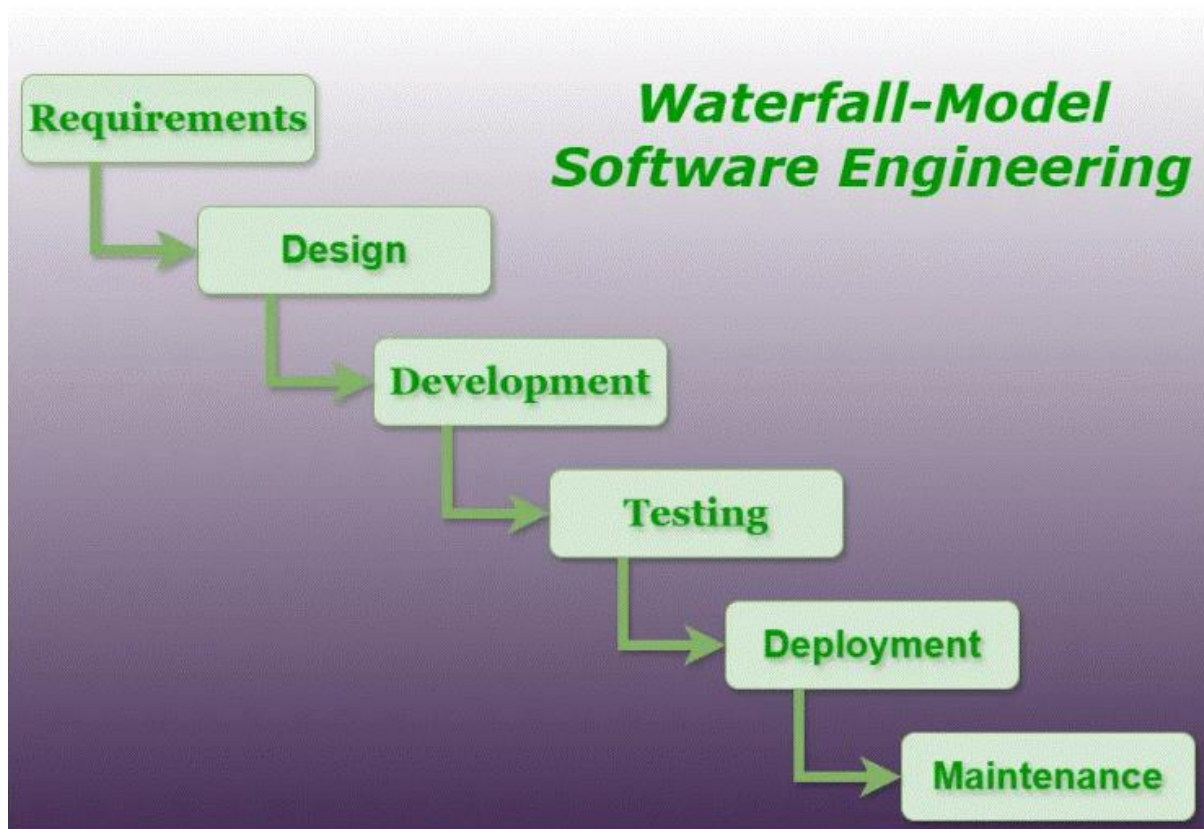 Waterfall-Model
Software Engineering
Requirements
Design
Development
Testing
Deployment
Maintenance